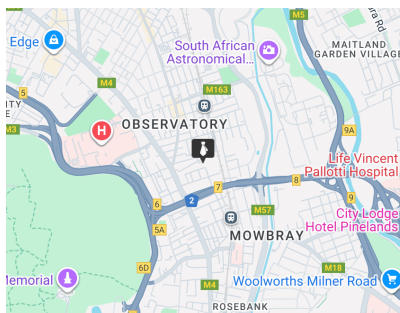 M5
Edge
South African
Astronomical...
MAITLAND
GARDEN VILLAGE
M4
5
M163
OBSERVATORY
9A
M3
H
Life Vincent
Pallotti Hospital
8
7
6
2
9
M57
City Lodge
Hotel Pinelands
5A
MOWBRAY
6D
M18
Memorial
M4
Woolworths Milner Road
ROSEBANK